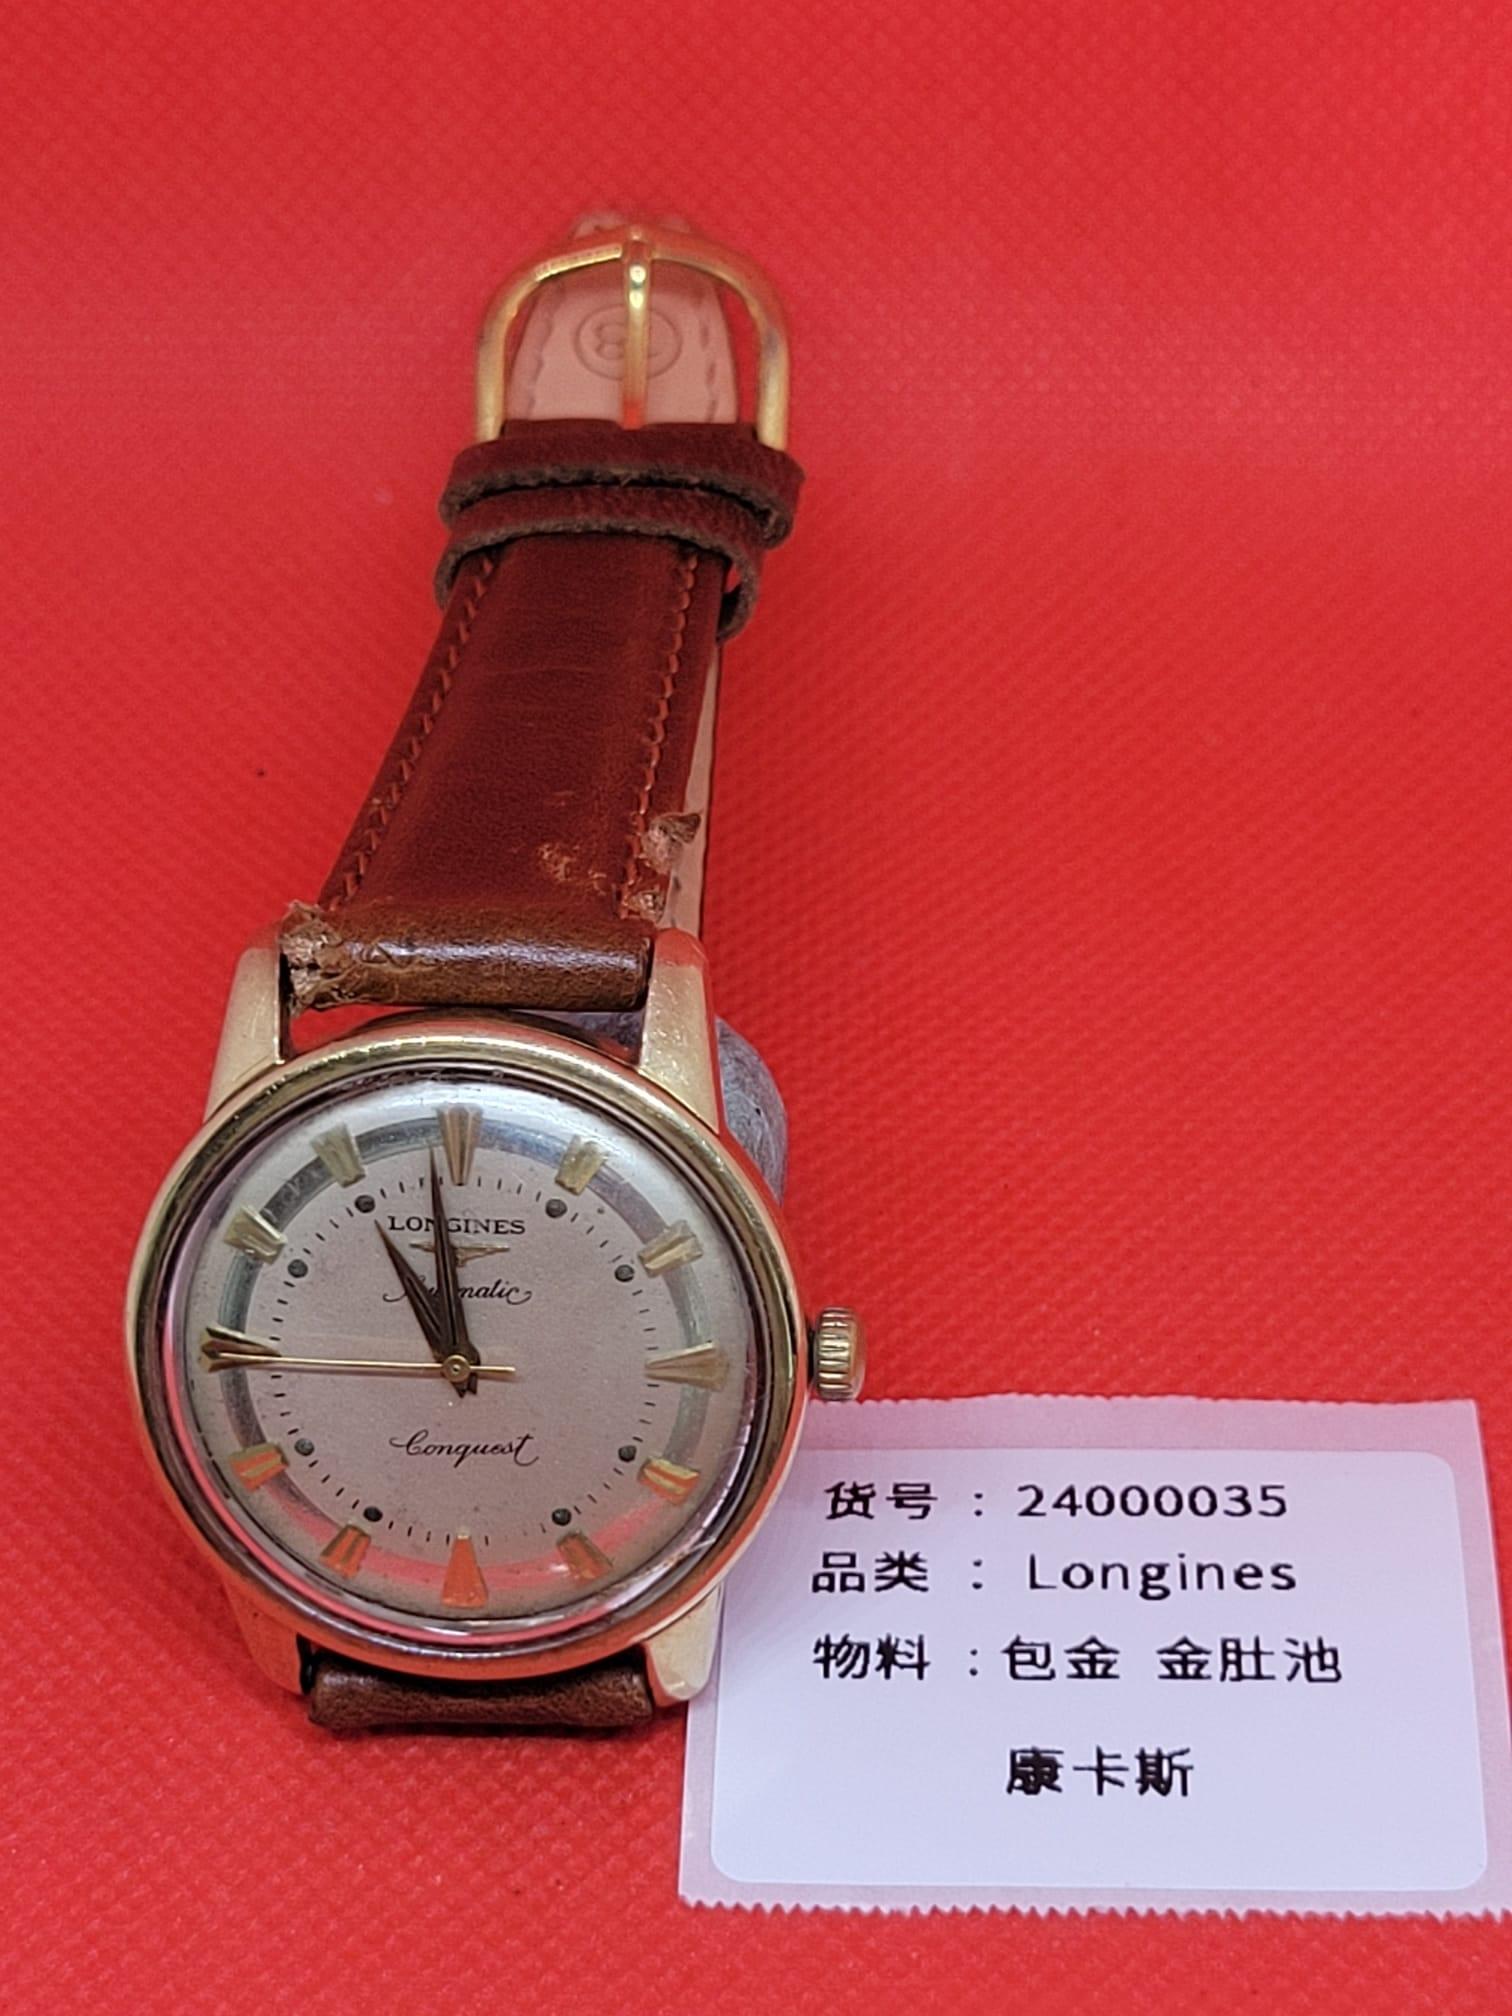 LONGINES
Automatic
Conquest
货号 : 24000035
品类 : Longines
物料 : 包金 金肚池
康卡斯